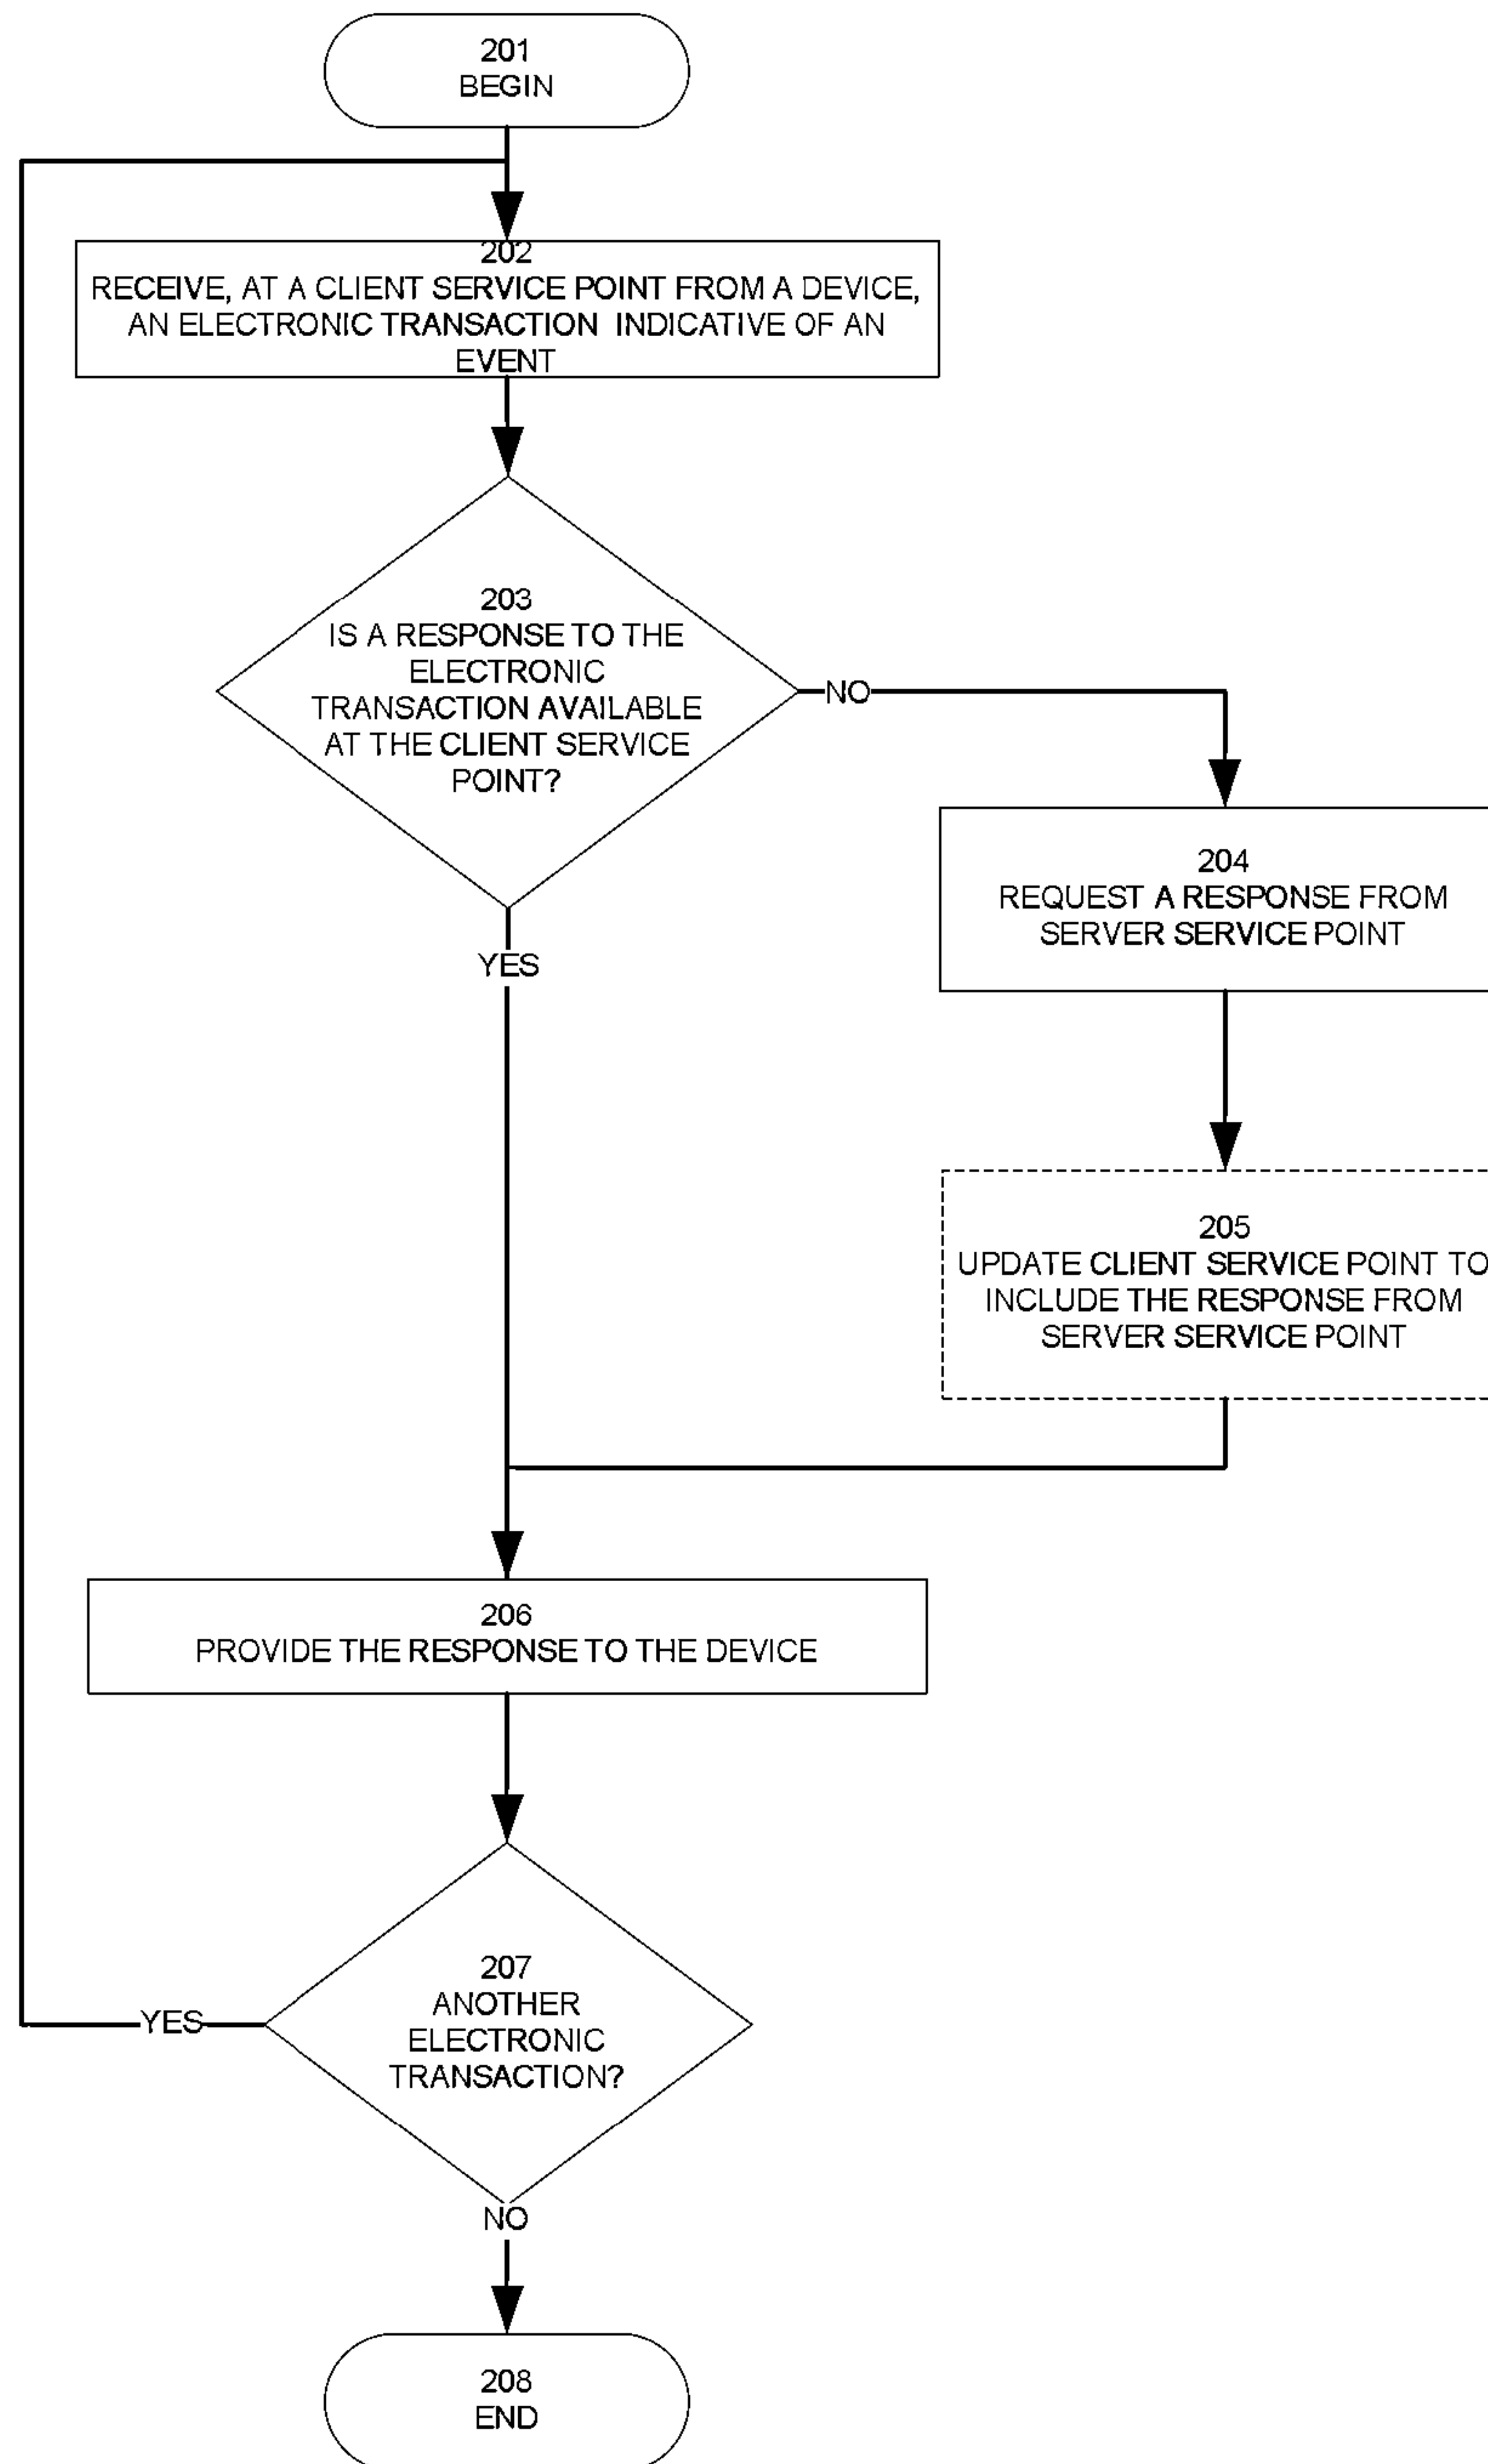 201
BEGIN
202
RECEIVE, AT A CLIENT SERVICE POINT FROM A DEVICE,
AN ELECTRONIC TRANSACTION INDICATIVE OF AN
EVENT
203
IS A RESPONSE TO THE
ELECTRONIC
TRANSACTION AVAILABLE
AT THE CLIENT SERVICE
POINT?
NO
YES
204
REQUEST A RESPONSE FROM
SERVER SERVICE POINT
205
UPDATE CLIENT SERVICE POINT TO
INCLUDE THE RESPONSE FROM
SERVER SERVICE POINT
206
PROVIDE THE RESPONSE TO THE DEVICE
207
ANOTHER
ELECTRONIC
TRANSACTION?
YES
NO
208
END